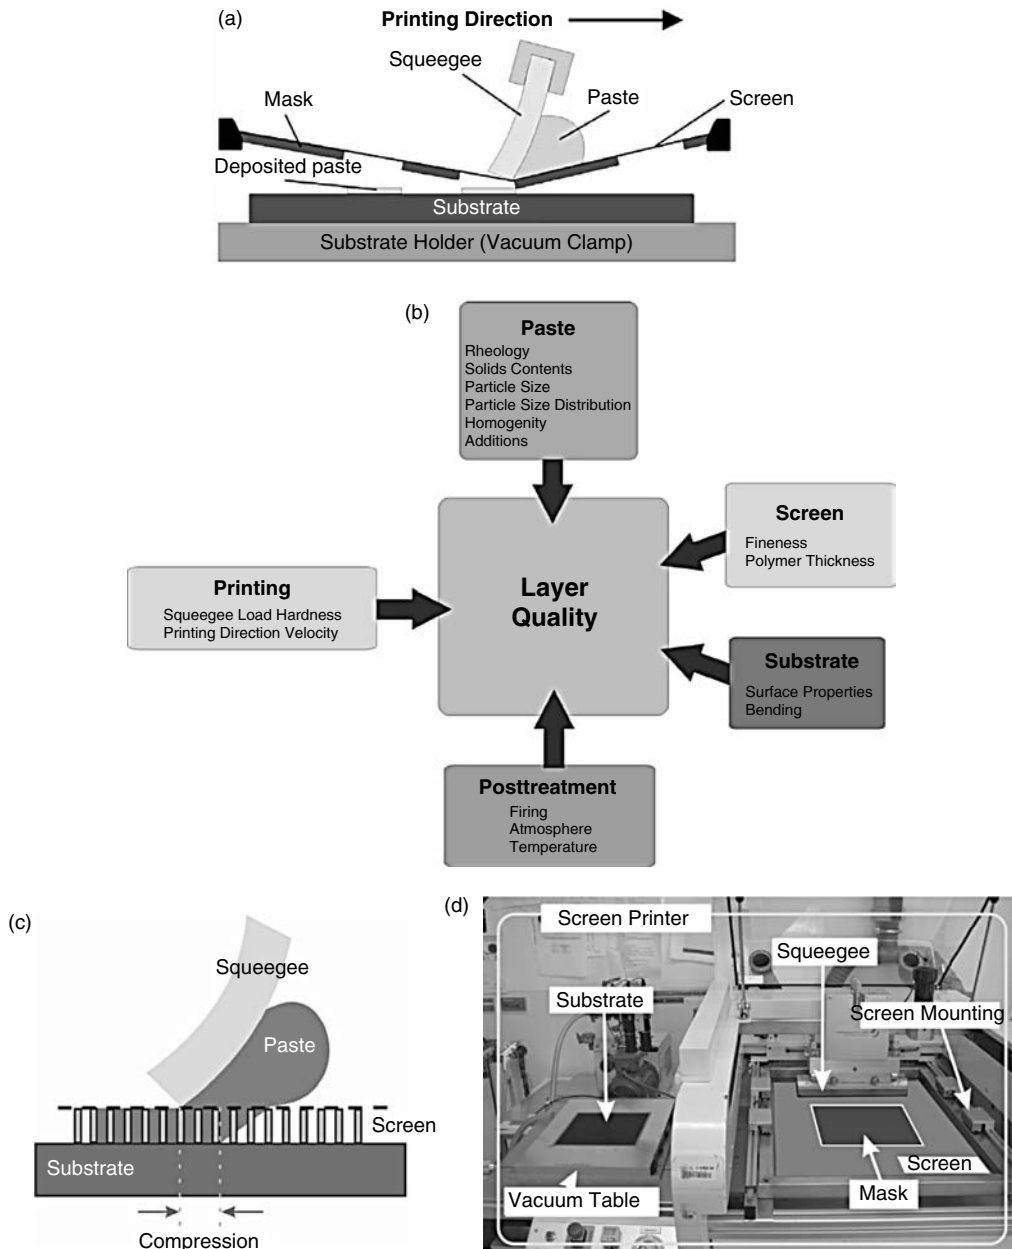 (a)
Printing Direction
Squeegee
Mask
Paste
Screen
Deposited paste
Substrate
Substrate Holder (Vacuum Clamp)
(b)
Paste
Rheology
Solids Contents
Particle Size
Particle Size Distribution
Homogenity
Additions
Screen
Fineness
Polymer Thickness
Layer
Quality
Printing
Squeegee Load Hardness
Printing Direction Velocity
Substrate
Surface Properties
Bending
Posttreatment
Firing
Atmosphere
Temperature
(c)
Squeegee
Paste
Screen
Substrate
Compression
(d)
Screen Printer
Squeegee
Substrate
Screen Mounting
Screen
Mask
Vacuum Table